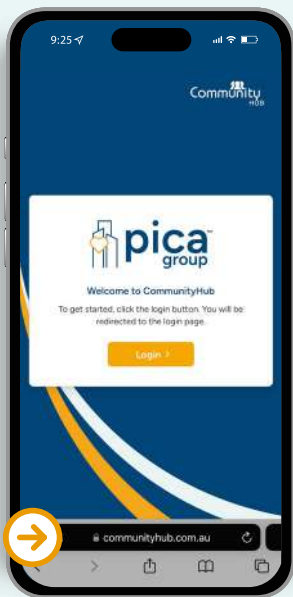 9:25
Community
HUB
pica
group
Welcome to CommunityHub
To get started, click the login button. You will be
redirected to the login page.
Login >
communityhub.com.au